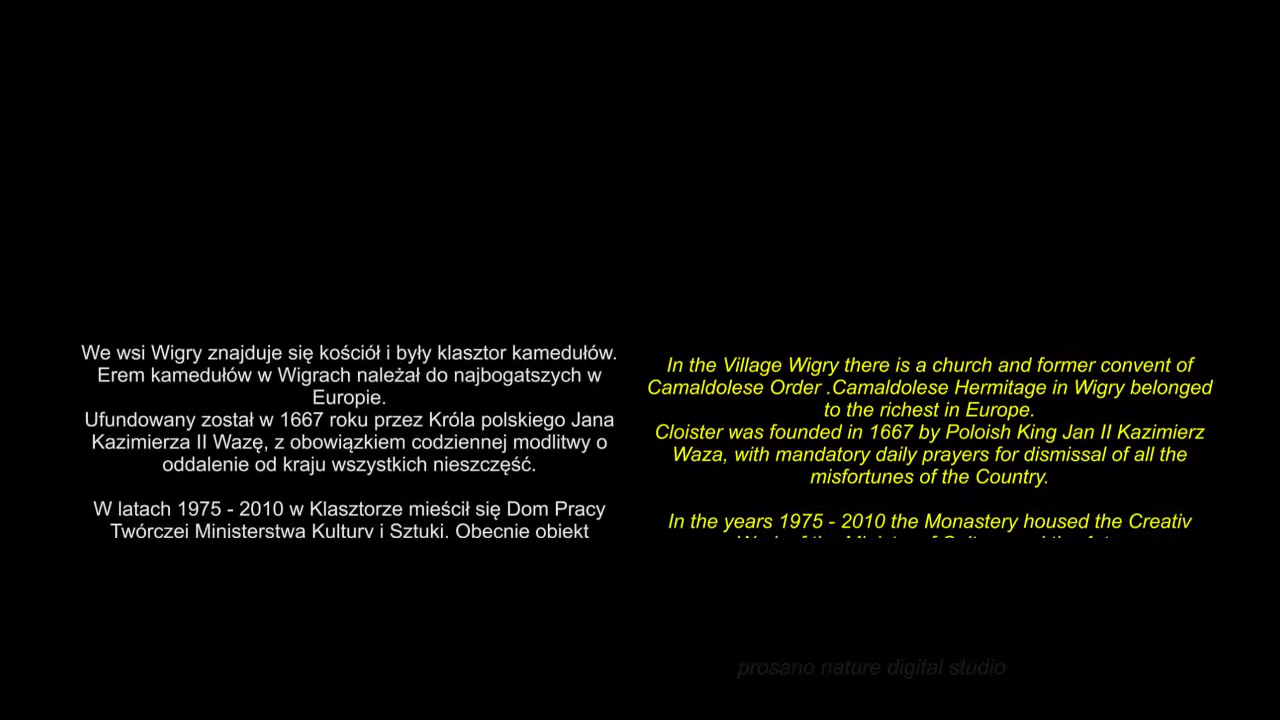 We wsi Wigry znajduje się kościół i były klasztor kamedułów.
Erem kamedułów w Wigrach należał do najbogatszych w
Europie.
Ufundowany został w 1667 roku przez Króla polskiego Jana
Kazimierza II Wazę, z obowiązkiem codziennej modlitwy o
oddalenie od kraju wszystkich nieszczęść.
W latach 1975 - 2010 w Klasztorze mieścił się Dom Pracy
Twórczej Ministerstwa Kultury i Sztuki. Obecnie obiekt
In the Village Wigry there is a church and former convent of
Camaldolese Order .Camaldolese Hermitage in Wigry belonged
to the richest in Europe.
Cloister was founded in 1667 by Poloish King Jan II Kazimierz
Waza, with mandatory daily prayers for dismissal of all the
misfortunes of the Country.
In the years 1975 - 2010 the Monastery housed the Creativ
prosano nature digital studio